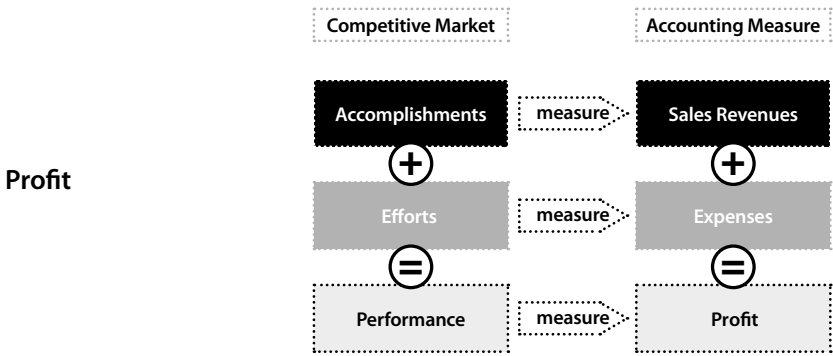 Competitive Market
Accounting Measure
Accomplishments
measure
Sales Revenues
+
+
Profit
Efforts
measure
Expenses
=
=
Performance
measure
Profit